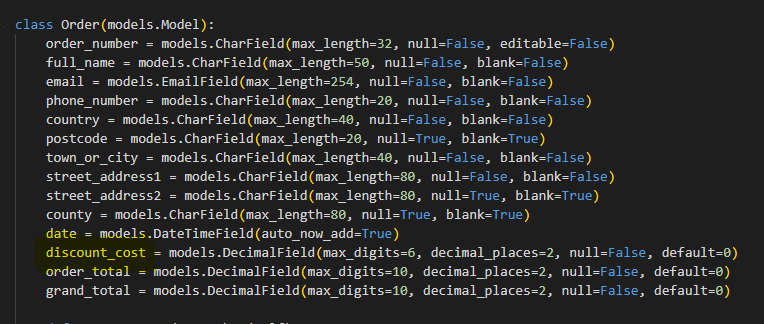 class Order(models.Model):
order_number = models.CharField(max_length=32, null=False, editable=False)
full_name = models.CharField(max_length=50, null=False, blank=False)
email = models.EmailField(max_length=254, null=False, blank=False)
phone_number = models.CharField(max_length=20, null=False, blank=False)
country = models.CharField(max_length=40, null=False, blank=False)
postcode = models.CharField(max_length=20, null=True, blank=True)
town_or_city = models.CharField(max_length=40, null=False, blank=False)
street_address1 = models.CharField(max_length=80, null=False, blank=False)
street_address2 = models.CharField(max_length=80, null=True, blank=True)
county = models.CharField(max_length=80, null=True, blank=True)
date = models.DateTimeField(auto_now_add=True)
discount_cost = models.DecimalField(max_digits=6, decimal_places=2, null=False, default=0)
order_total = models.DecimalField(max_digits=10, decimal_places=2, null=False, default=0)
grand_total = models.DecimalField(max_digits=10, decimal_places=2, null=False, default=0)